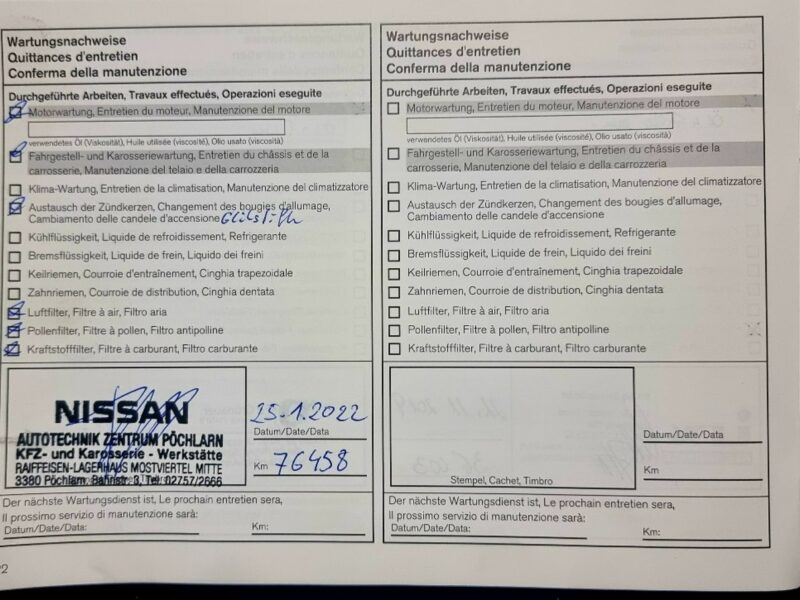 Wartungsnachweise
Quittances d'entretien
Conferma della manutenzione
Durchgeführte Arbeiten, Travaux effectués, Operazioni eseguite
Motorwartung, Entretien du moteur, Manutenzione del motore
verwendetes Öl (Viskosität), Huile utilisée (viscosité), Olio usato (viscosità)
Fahrgestell- und Karosseriewartung, Entretien du châssis et de la
carrosserie, Manutenzione del telaio e della carrozzeria
Klima-Wartung, Entretien de la climatisation, Manutenzione del climatizzatore
Austausch der Zündkerzen, Changement des bougies d'allumage,
Cambiamento delle candele d'accensione
Kühlflüssigkeit, Liquide de refroidissement, Refrigerante
Bremsflüssigkeit, Liquide de frein, Liquido dei freini
Keilriemen, Courroie d'entraînement, Cinghia trapezoidale
Zahnriemen, Courroie de distribution, Cinghia dentata
Luftfilter, Filtre à air, Filtro aria
Pollenfilter, Filtre à pollen, Filtro antipolline
Kraftstofffilter, Filtre à carburant, Filtro carburante
NISSAN
AUTOTECHNIK ZENTRUM PÖCHLARN
KFZ- und Karosserie - Werkstätte
RAIFFEISEN-LAGERHAUS MOSTVIERTEL MITTE
3380 Pöchlarn, Bahnstr. 3, Tel. 02757/2666
25.1.2022
Datum/Date/Data
Km 76458
Der nächste Wartungsdienst ist, Le prochain entretien sera,
Il prossimo servizio di manutenzione sarà:
Datum/Date/Data: Km:
22
Wartungsnachweise
Quittances d'entretien
Conferma della manutenzione
Durchgeführte Arbeiten, Travaux effectués, Operazioni eseguite
Motorwartung, Entretien du moteur, Manutenzione del motore
verwendetes Öl (Viskosität), Huile utilisée (viscosité), Olio usato (viscosità)
Fahrgestell- und Karosseriewartung, Entretien du châssis et de la
carrosserie, Manutenzione del telaio e della carrozzeria
Klima-Wartung, Entretien de la climatisation, Manutenzione del climatizzatore
Austausch der Zündkerzen, Changement des bougies d'allumage,
Cambiamento delle candele d'accensione
Kühlflüssigkeit, Liquide de refroidissement, Refrigerante
Bremsflüssigkeit, Liquide de frein, Liquido dei freini
Keilriemen, Courroie d'entraînement, Cinghia trapezoidale
Zahnriemen, Courroie de distribution, Cinghia dentata
Luftfilter, Filtre à air, Filtro aria
Pollenfilter, Filtre à pollen, Filtro antipolline
Kraftstofffilter, Filtre à carburant, Filtro carburante
Stempel, Cachet, Timbro
Datum/Date/Data
Km
Der nächste Wartungsdienst ist, Le prochain entretien sera,
Il prossimo servizio di manutenzione sarà:
Datum/Date/Data: Km: